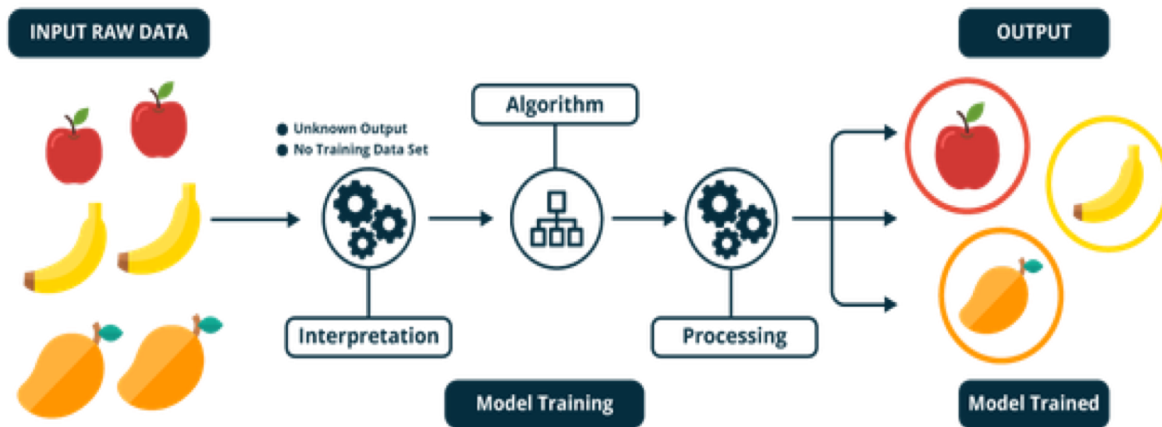 INPUT RAW DATA
OUTPUT
Algorithm
Unknown Output
No Training Data Set
Interpretation
Processing
Model Training
Model Trained